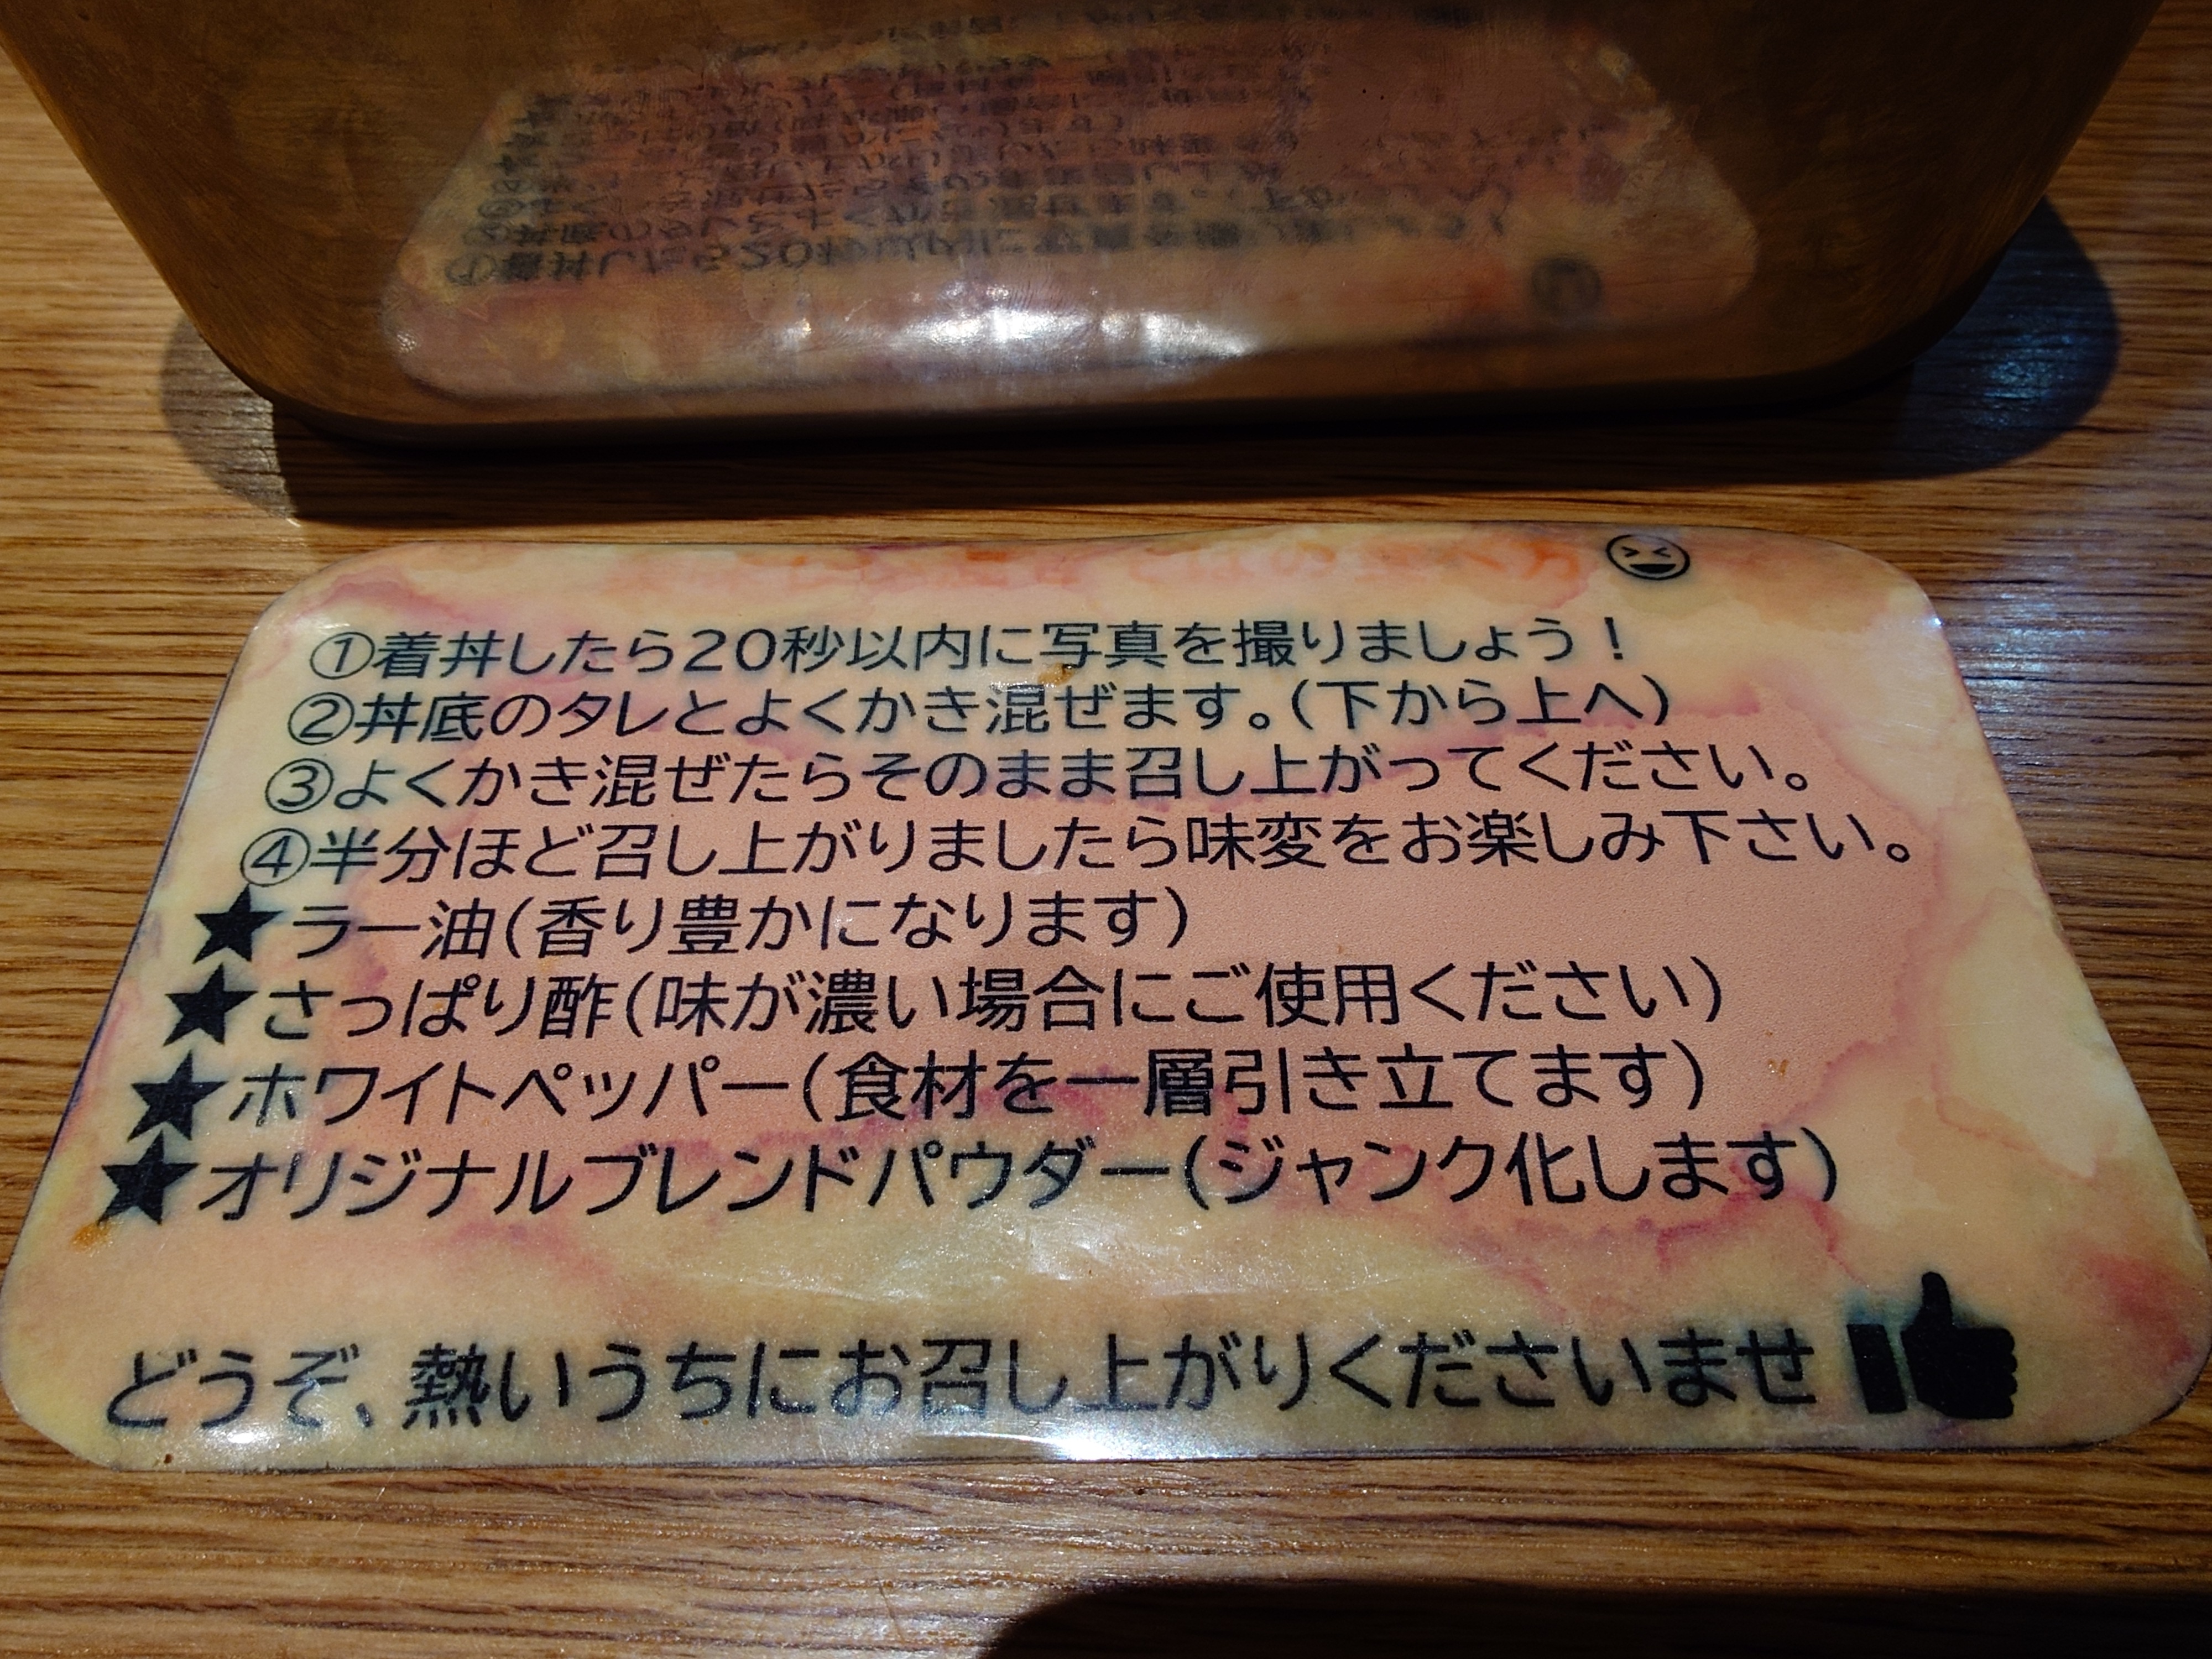 そばの
①着丼したら20秒以内に写真を撮りましょう！
②丼底のタレとよくかき混ぜます。(下から上へ)
③よくかき混ぜたらそのまま召し上がってください。
④半分ほど召し上がりましたら味変をお楽しみ下さい。
★ラー油(香り豊かになります)
★さっぱり酢(味が濃い場合にご使用ください)
★ホワイトペッパー(食材を一層引き立てます)
★オリジナルブレンドパウダー(ジャンク化します)
どうぞ、熱いうちにお召し上がりくださいませ